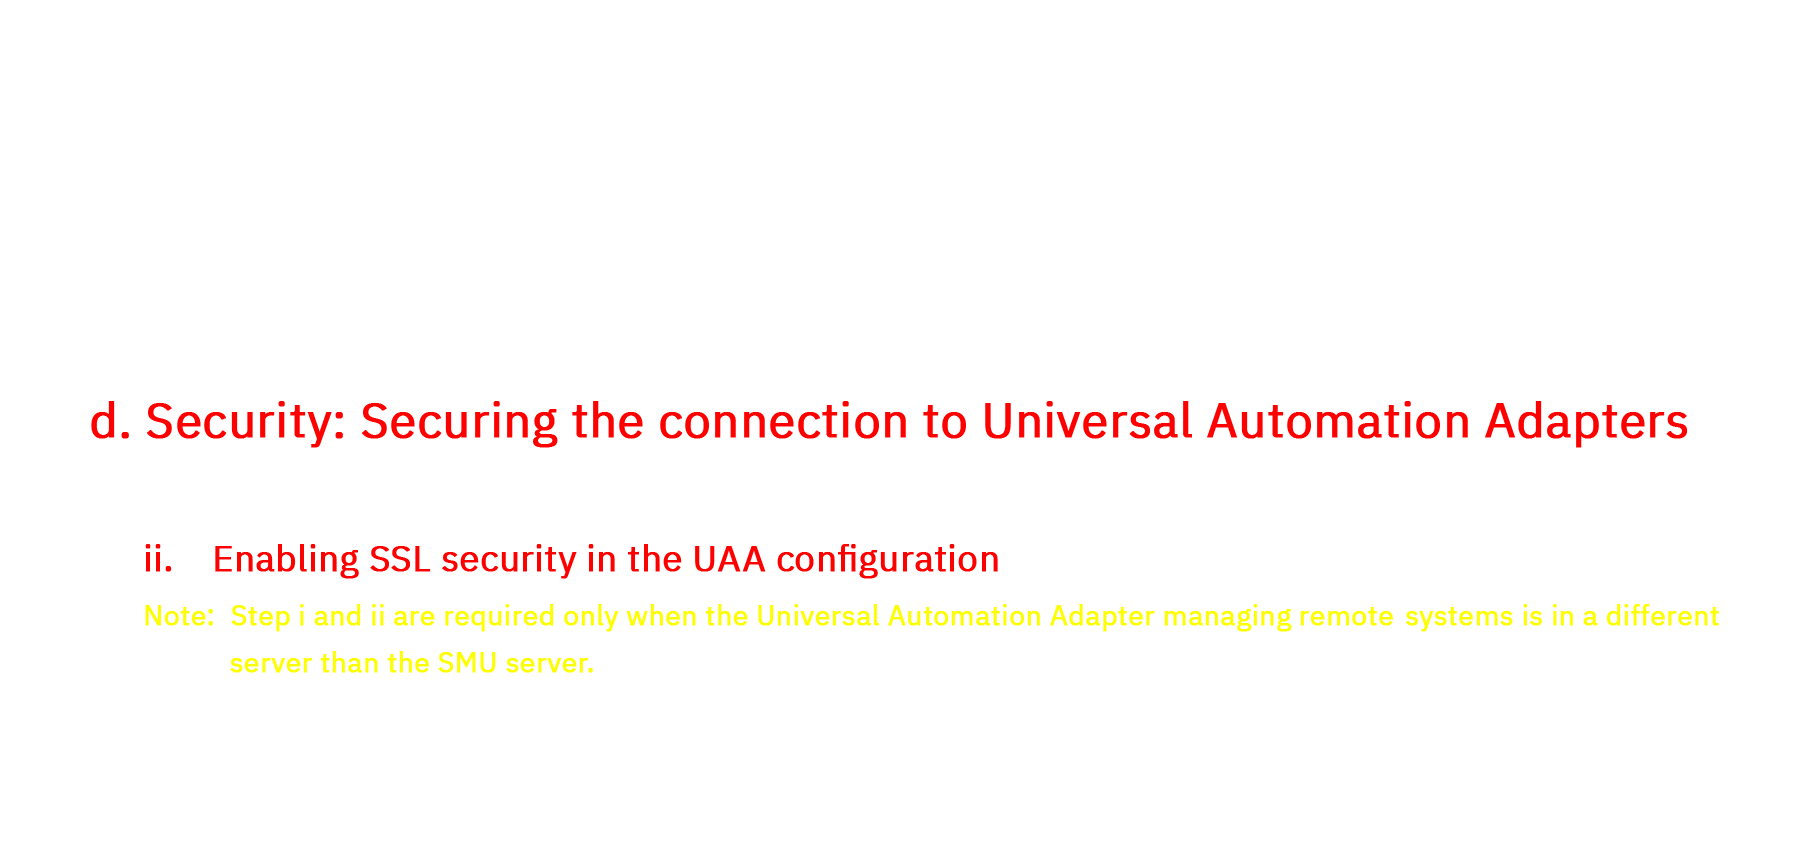 d. Security: Securing the connection to Universal Automation Adapters
ii. Enabling SSL security in the UAA configuration
Note: Step i and ii are required only when the Universal Automation Adapter managing remote systems is in a different
server than the SMU server.